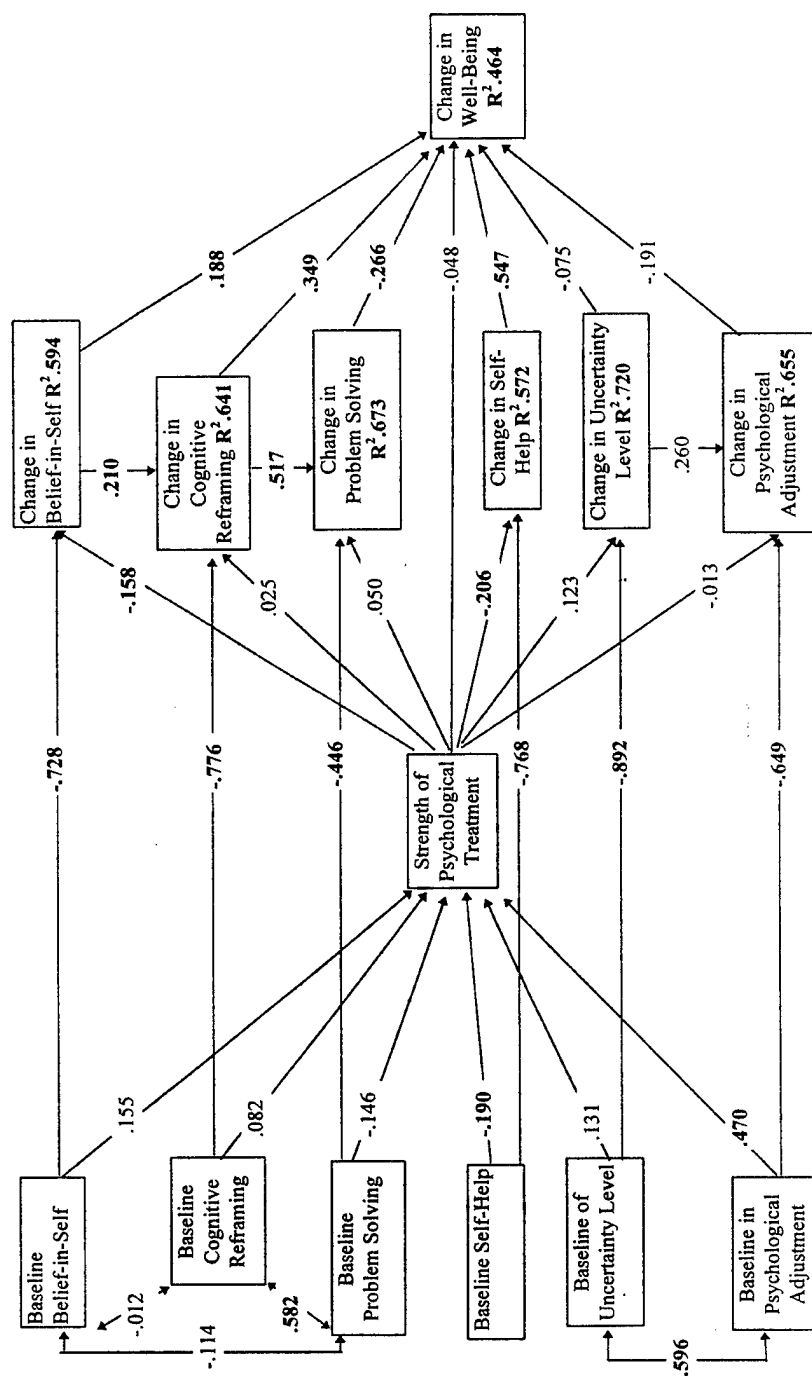 Baseline
Belief-in-Self
Baseline
Cognitive
Reframing
Baseline
Problem Solving
Baseline Self-Help
Baseline of
Uncertainty Level
Baseline in
Psychological
Adjustment
-.012
-.114
.582
.596
.155
.082
-.146
-.190
.131
.470
-.728
-.776
-.446
-.768
-.892
-.649
Strength of
Psychological
Treatment
-.158
.025
.050
-.206
.123
-.013
Change in
Belief-in-Self R².594
.210
Change in
Cognitive
Reframing R².641
.517
Change in
Problem Solving
R².673
Change in Self-
Help R².572
Change in Uncertainty
Level R².720
.260
Change in
Psychological
Adjustment R².655
.188
.349
-.266
-.048
.547
-.075
-.191
Change in
Well-Being
R².464